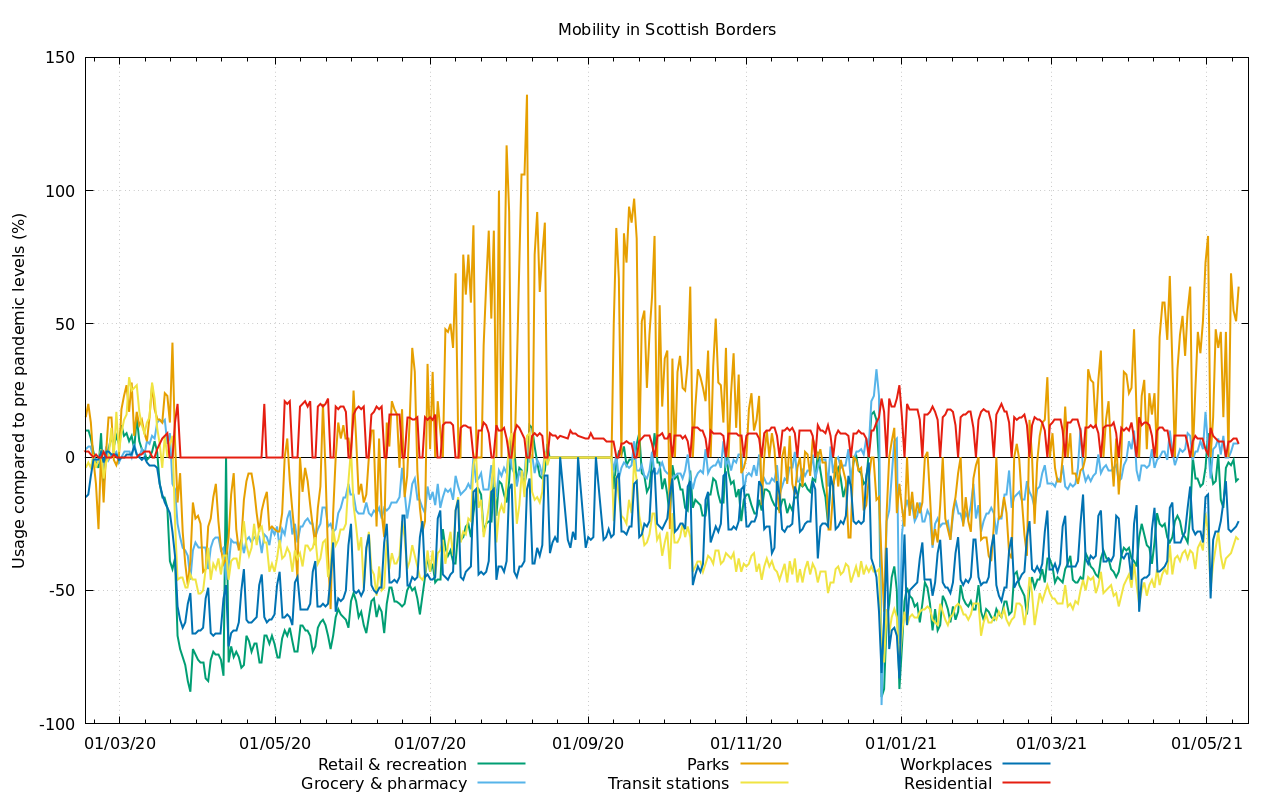 Mobility in Scottish Borders
Usage compared to pre pandemic levels (%)
150
100
50
0
-50
-100
01/03/20 01/05/20 01/07/20 01/09/20 01/11/20 01/01/21 01/03/21 01/05/21
Retail & recreation Parks Workplaces
Grocery & pharmacy Transit stations Residential